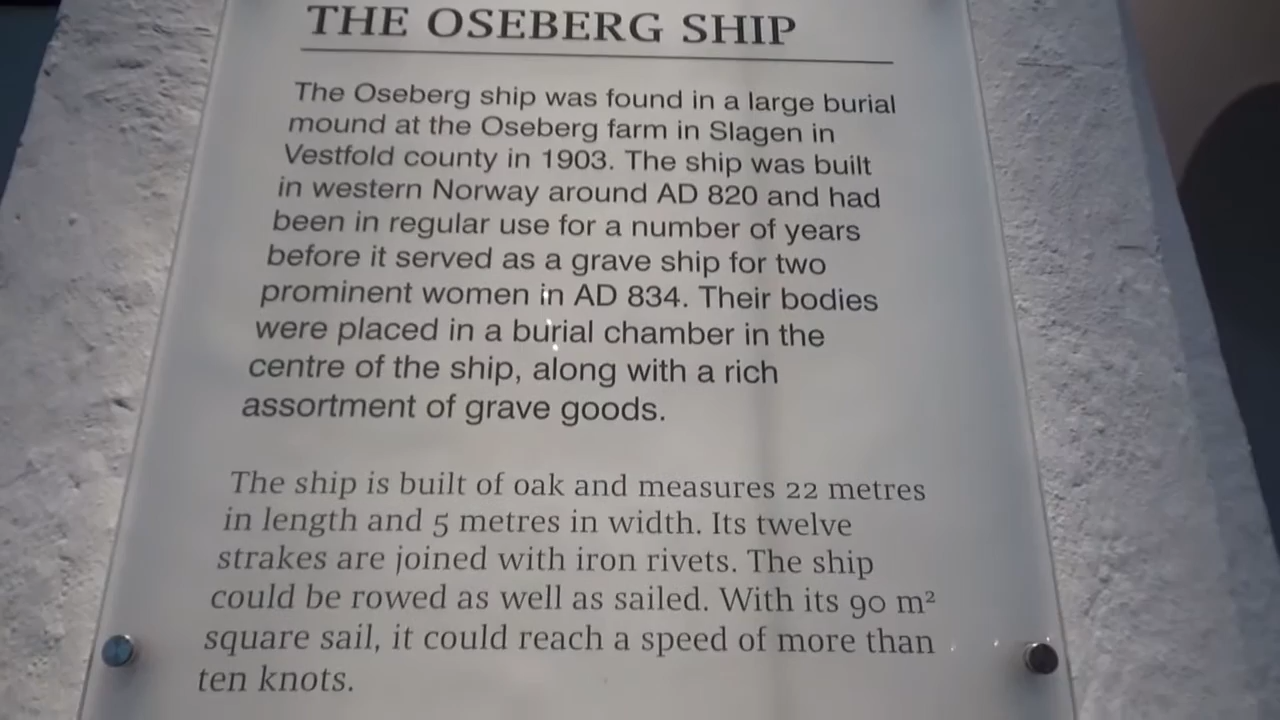 THE OSEBERG SHIP
The Oseberg ship was found in a large burial
mound at the Oseberg farm in Slagen in
Vestfold county in 1903. The ship was built
in western Norway around AD 820 and had
been in regular use for a number of years
before it served as a grave ship for two
prominent women in AD 834. Their bodies
were placed in a burial chamber in the
centre of the ship, along with a rich
assortment of grave goods.
The ship is built of oak and measures 22 metres
in length and 5 metres in width. Its twelve
strakes are joined with iron rivets. The ship
could be rowed as well as sailed. With its 90 m²
square sail, it could reach a speed of more than
ten knots.